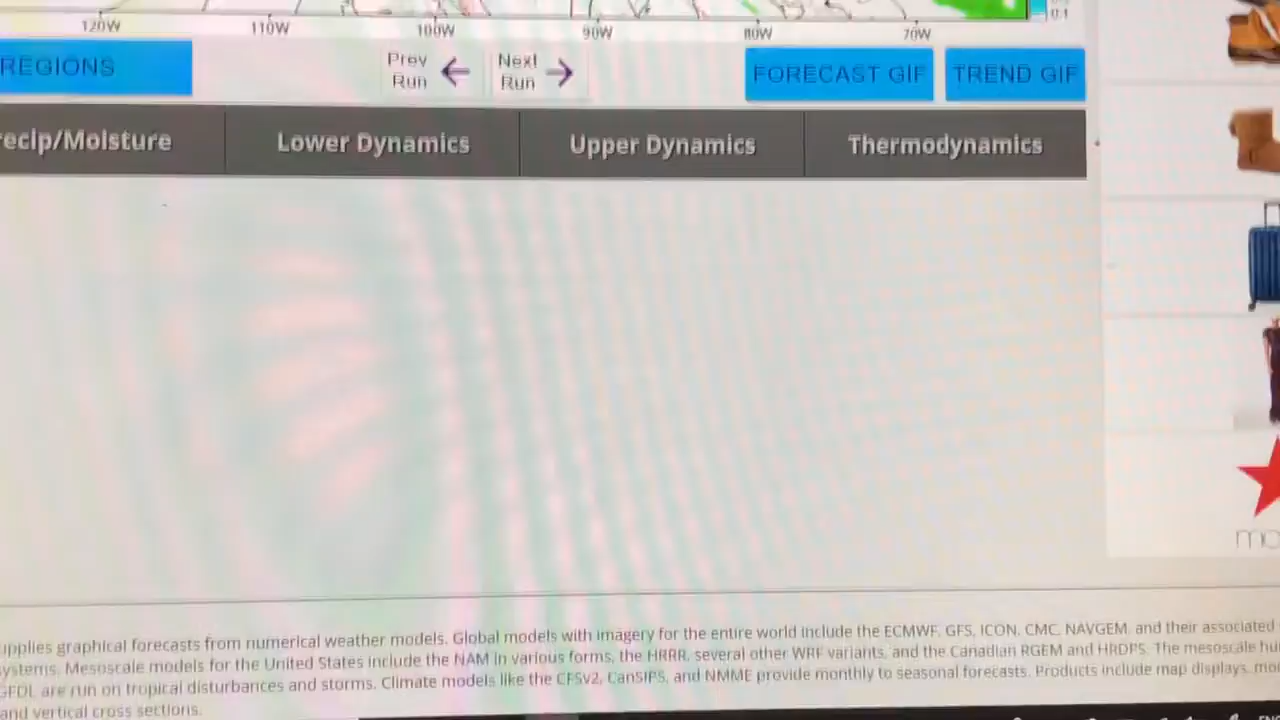 120W 110W 100W 90W 80W 70W
0.1
REGIONS
Prev Run
Next Run
FORECAST GIF
TREND GIF
recip/Moisture
Lower Dynamics
Upper Dynamics
Thermodynamics
upplies graphical forecasts from numerical weather models. Global models with imagery for the entire world include the ECMWF, GFS, ICON, CMC, NAVGEM, and their associated
ystems. Mesoscale models for the United States include the NAM in various forms, the HRRR, several other WRF variants, and the Canadian RGEM and HRDPS. The mesoscale hur
GFDL are run on tropical disturbances and storms. Climate models like the CFSv2, CanSIPS, and NMME provide monthly to seasonal forecasts. Products include map displays,
and vertical cross sections.